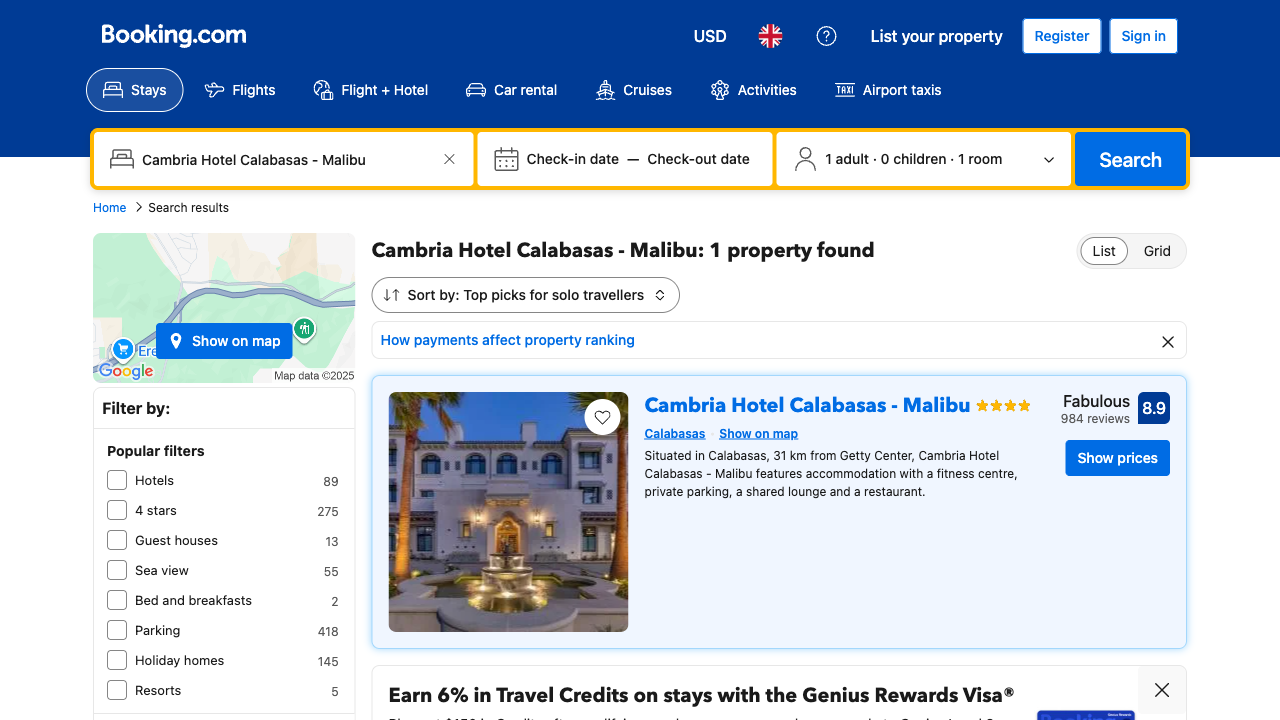 Booking.com
USD
List your property
Register
Sign in
Stays
Flights
Flight + Hotel
Car rental
Cruises
Activities
TAXI
Airport taxis
Cambria Hotel Calabasas - Malibu
Check-in date — Check-out date
1 adult · 0 children · 1 room
Search
Home
Search results
Show on map
Ere
Google
Map data ©2025
Filter by:
Popular filters
Hotels 89
4 stars 275
Guest houses 13
Sea view 55
Bed and breakfasts 2
Parking 418
Holiday homes 145
Resorts 5
Cambria Hotel Calabasas - Malibu: 1 property found
List
Grid
Sort by: Top picks for solo travellers
How payments affect property ranking
Cambria Hotel Calabasas - Malibu
Calabasas
Show on map
Situated in Calabasas, 31 km from Getty Center, Cambria Hotel
Calabasas - Malibu features accommodation with a fitness centre,
private parking, a shared lounge and a restaurant.
Fabulous
984 reviews
8.9
Show prices
Earn 6% in Travel Credits on stays with the Genius Rewards Visa®